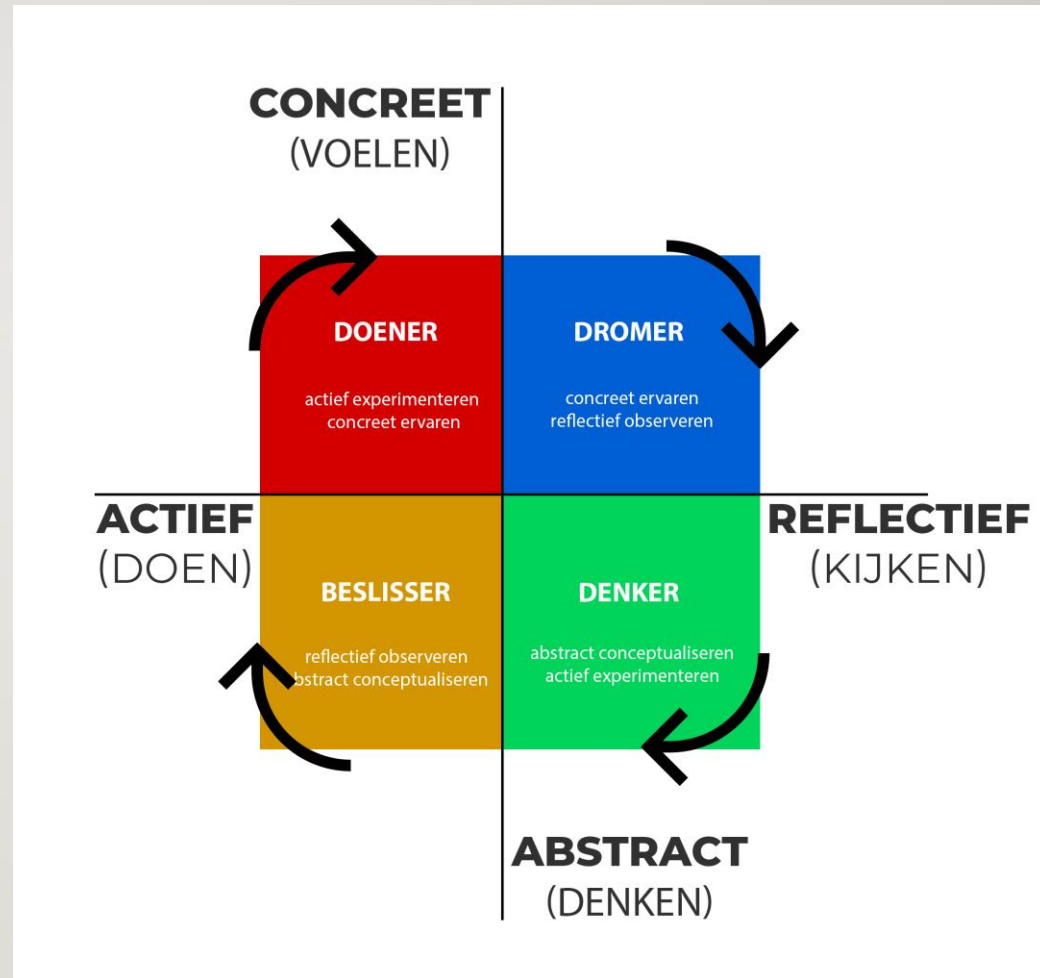 CONCREET
(VOELEN)
DOENER
actief experimenteren
concreet ervaren
DROMER
concreet ervaren
reflectief observeren
ACTIEF
(DOEN)
REFLECTIEF
(KIJKEN)
BESLISSER
reflectief observeren
bstract conceptualiseren
DENKER
abstract conceptualiseren
actief experimenteren
ABSTRACT
(DENKEN)